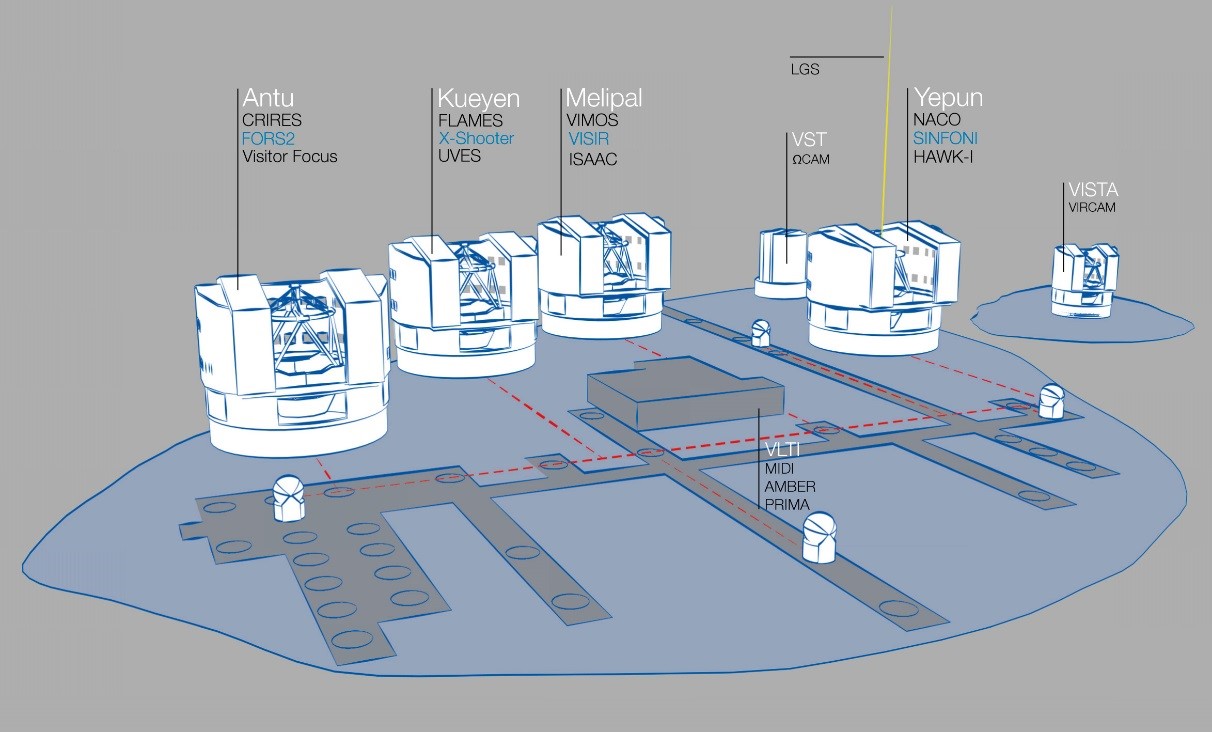 Antu
CRIRES
FORS2
Visitor Focus
Kueyen
FLAMES
X-Shooter
UVES
Melipal
VIMOS
VISIR
ISAAC
LGS
VST
ΩCAM
Yepun
NACO
SINFONI
HAWK-I
VISTA
VIRCAM
VLTI
MIDI
AMBER
PRIMA